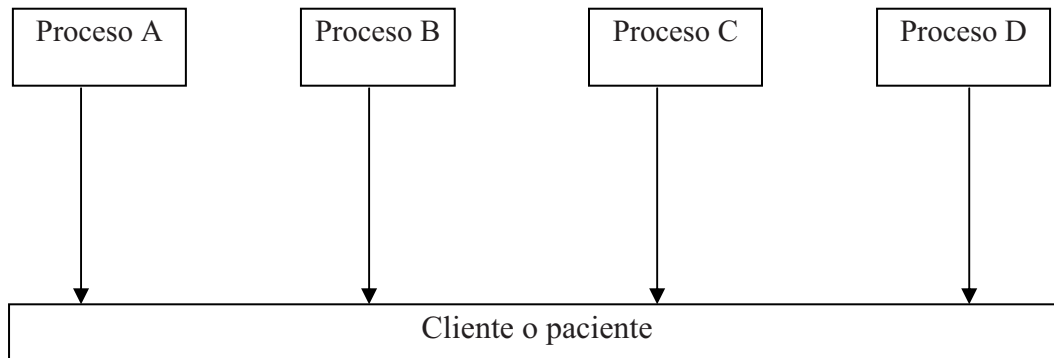 Proceso A
Proceso B
Proceso C
Proceso D
Cliente o paciente